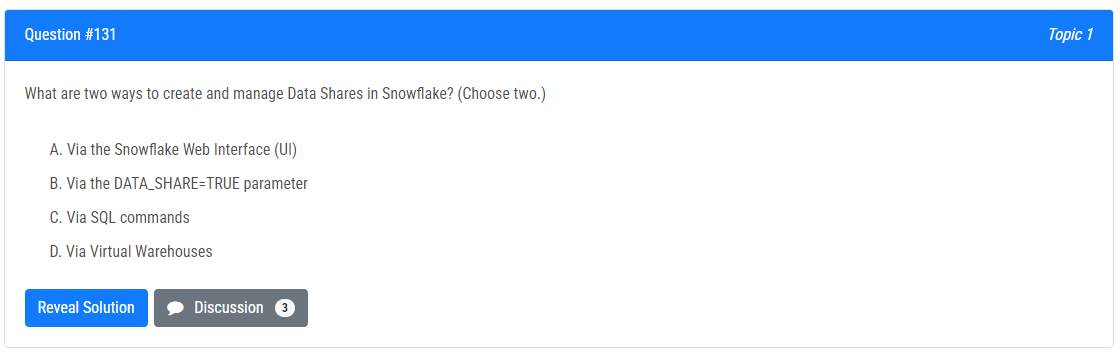 Question #131
Topic 1
What are two ways to create and manage Data Shares in Snowflake? (Choose two.)
A. Via the Snowflake Web Interface (UI)
B. Via the DATA_SHARE=TRUE parameter
C. Via SQL commands
D. Via Virtual Warehouses
Reveal Solution
Discussion 3